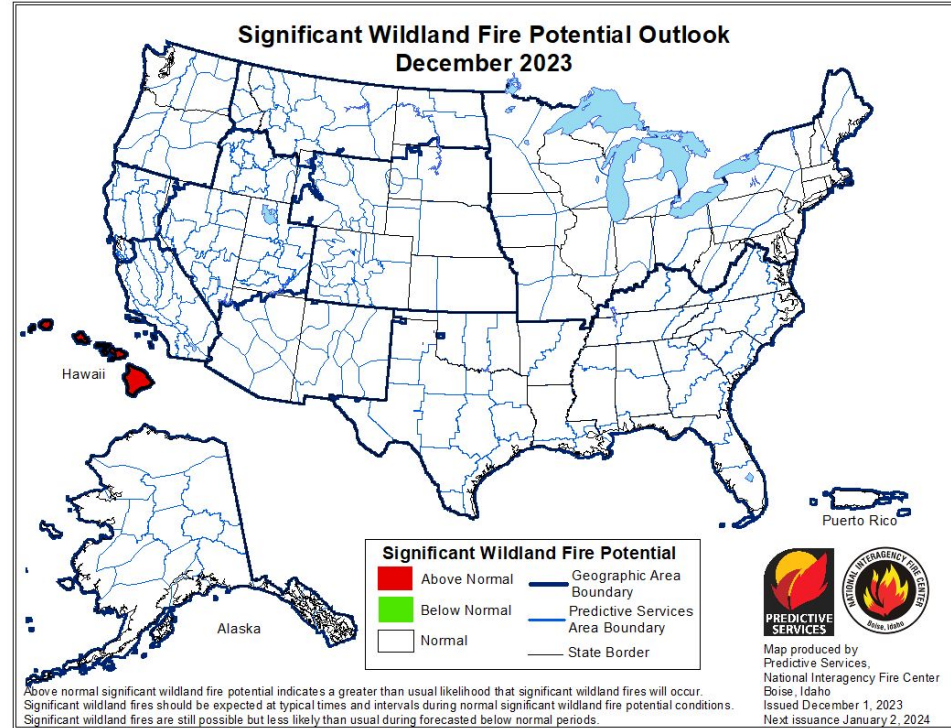 Significant Wildland Fire Potential Outlook
December 2023
Hawaii
Alaska
Puerto Rico
Significant Wildland Fire Potential
Above Normal
Below Normal
Normal
Geographic Area
Boundary
Predictive Services
Area Boundary
State Border
PREDICTIVE
SERVICES
NATIONAL INTERAGENCY FIRE CENTER
Boise, Idaho
Map produced by
Predictive Services,
National Interagency Fire Center
Boise, Idaho
Issued December 1, 2023
Next issuance January 2, 2024
Above normal significant wildland fire potential indicates a greater than usual likelihood that significant wildland fires will occur.
Significant wildland fires should be expected at typical times and intervals during normal significant wildland fire potential conditions.
Significant wildland fires are still possible but less likely than usual during forecasted below normal periods.